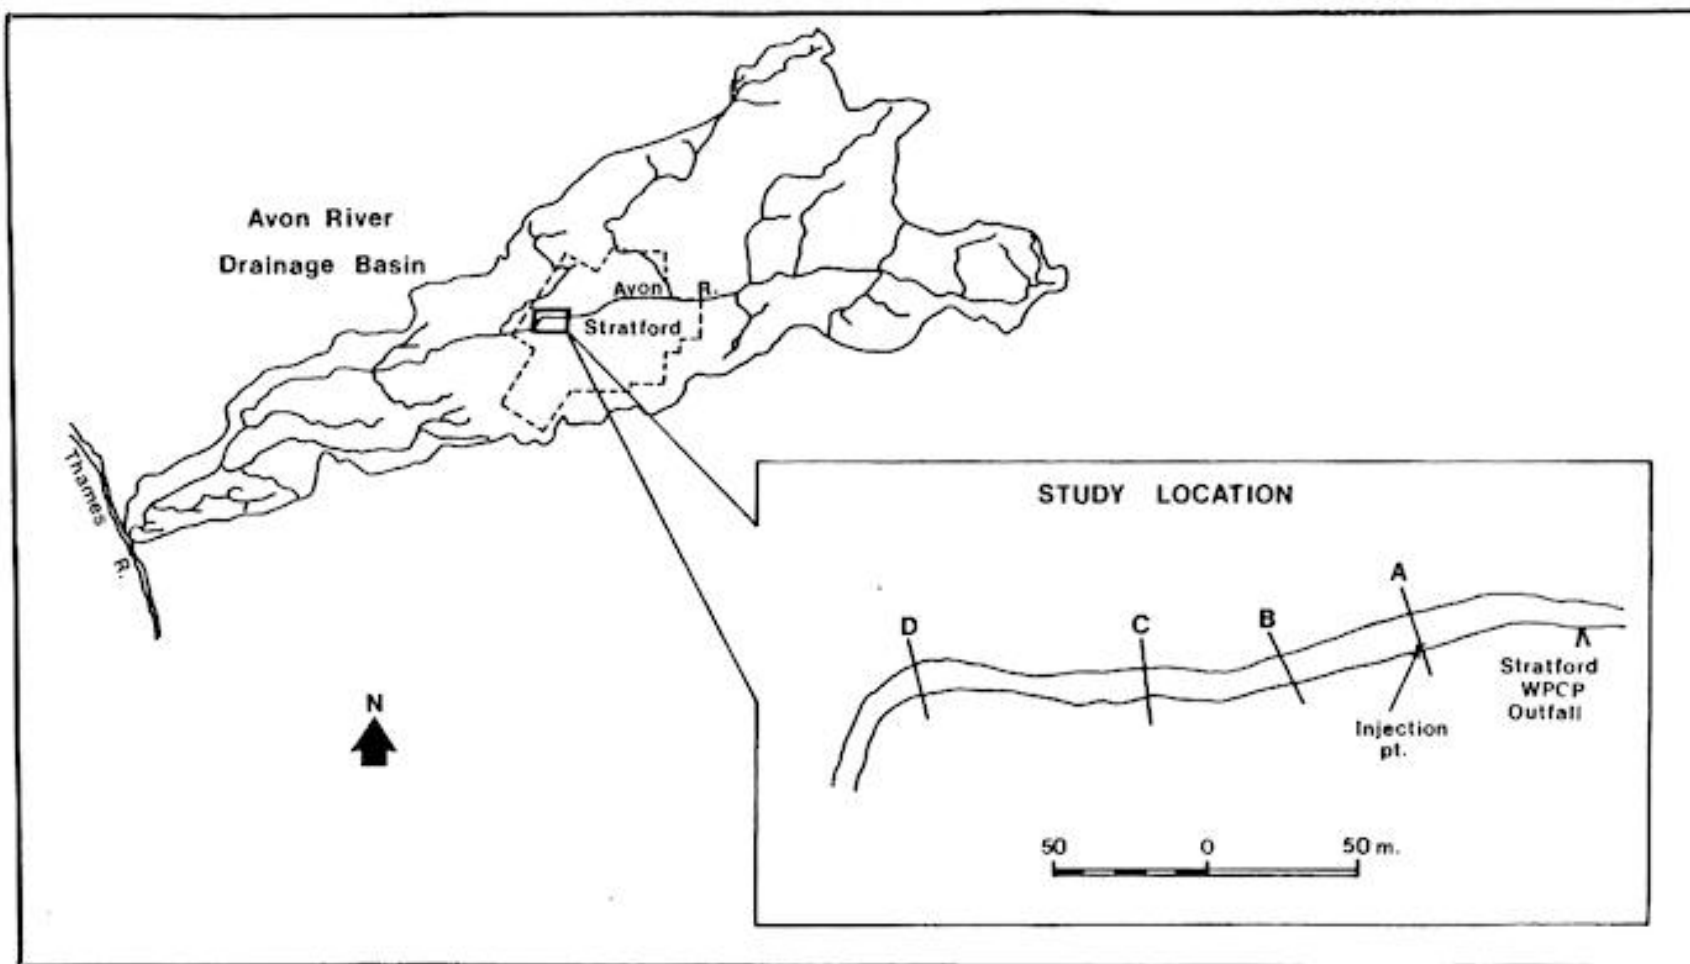 Avon River
Drainage Basin
Avon R.
Stratford
Thames R.
N
STUDY LOCATION
A
B
C
D
Stratford
WPCP
Outfall
Injection
pt.
50 0 50 m.